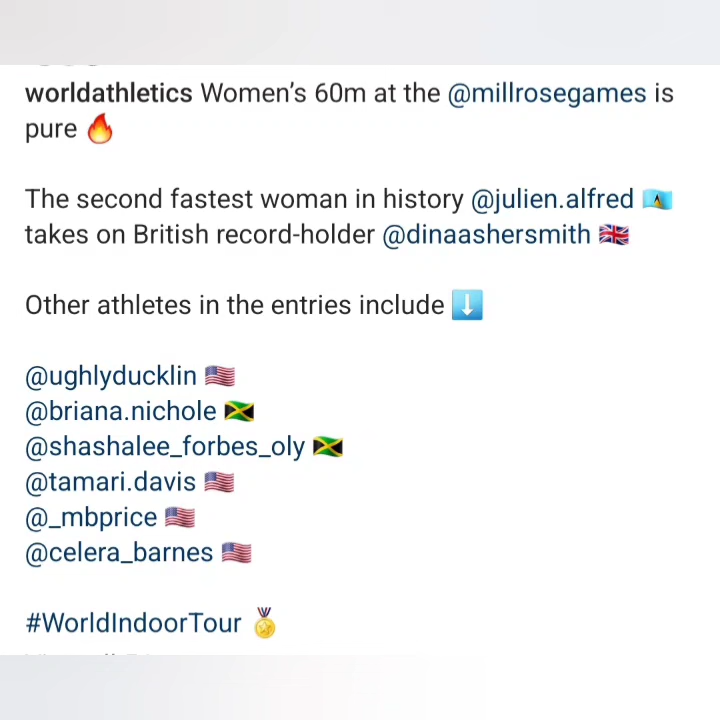 worldathletics Women’s 60m at the @millrosegames is
pure 🔥
The second fastest woman in history @julien.alfred 🇱🇨
takes on British record-holder @dinaashersmith 🇬🇧
Other athletes in the entries include ⬇️
@ughlyducklin 🇺🇸
@briana.nichole 🇯🇲
@shashalee_forbes_oly 🇯🇲
@tamari.davis 🇺🇸
@_mbprice 🇺🇸
@celera_barnes 🇺🇸
#WorldIndoorTour 🏅